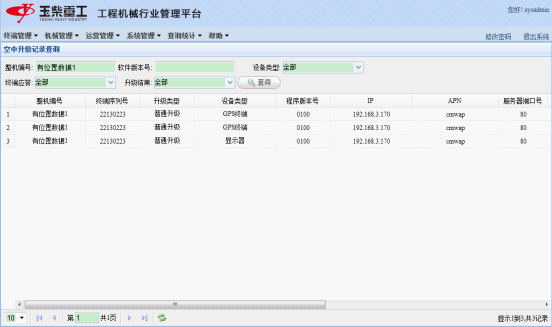 玉柴重工 工程机械行业管理平台 您好! sysadmin
YUCHAI HEAVY INDUSTRY
终端管理 机械管理 运营管理 系统管理 查询统计 帮助 修改密码 退出系统
空中升级记录查询
整机编号: 有位置数据1 软件版本号: 设备类型: 全部
终端应答: 全部 升级结果: 全部 查询
整机编号 终端序列号 升级类型 设备类型 程序版本号 IP APN 服务器端口号
1 有位置数据1 22130223 普通升级 GPS终端 0100 192.168.3.170 cmwap 80
2 有位置数据1 22130223 普通升级 GPS终端 0100 192.168.3.170 cmwap 80
3 有位置数据1 22130223 普通升级 显示器 0100 192.168.3.170 cmwap 80
10 第 1 共1页 显示1到3,共3记录